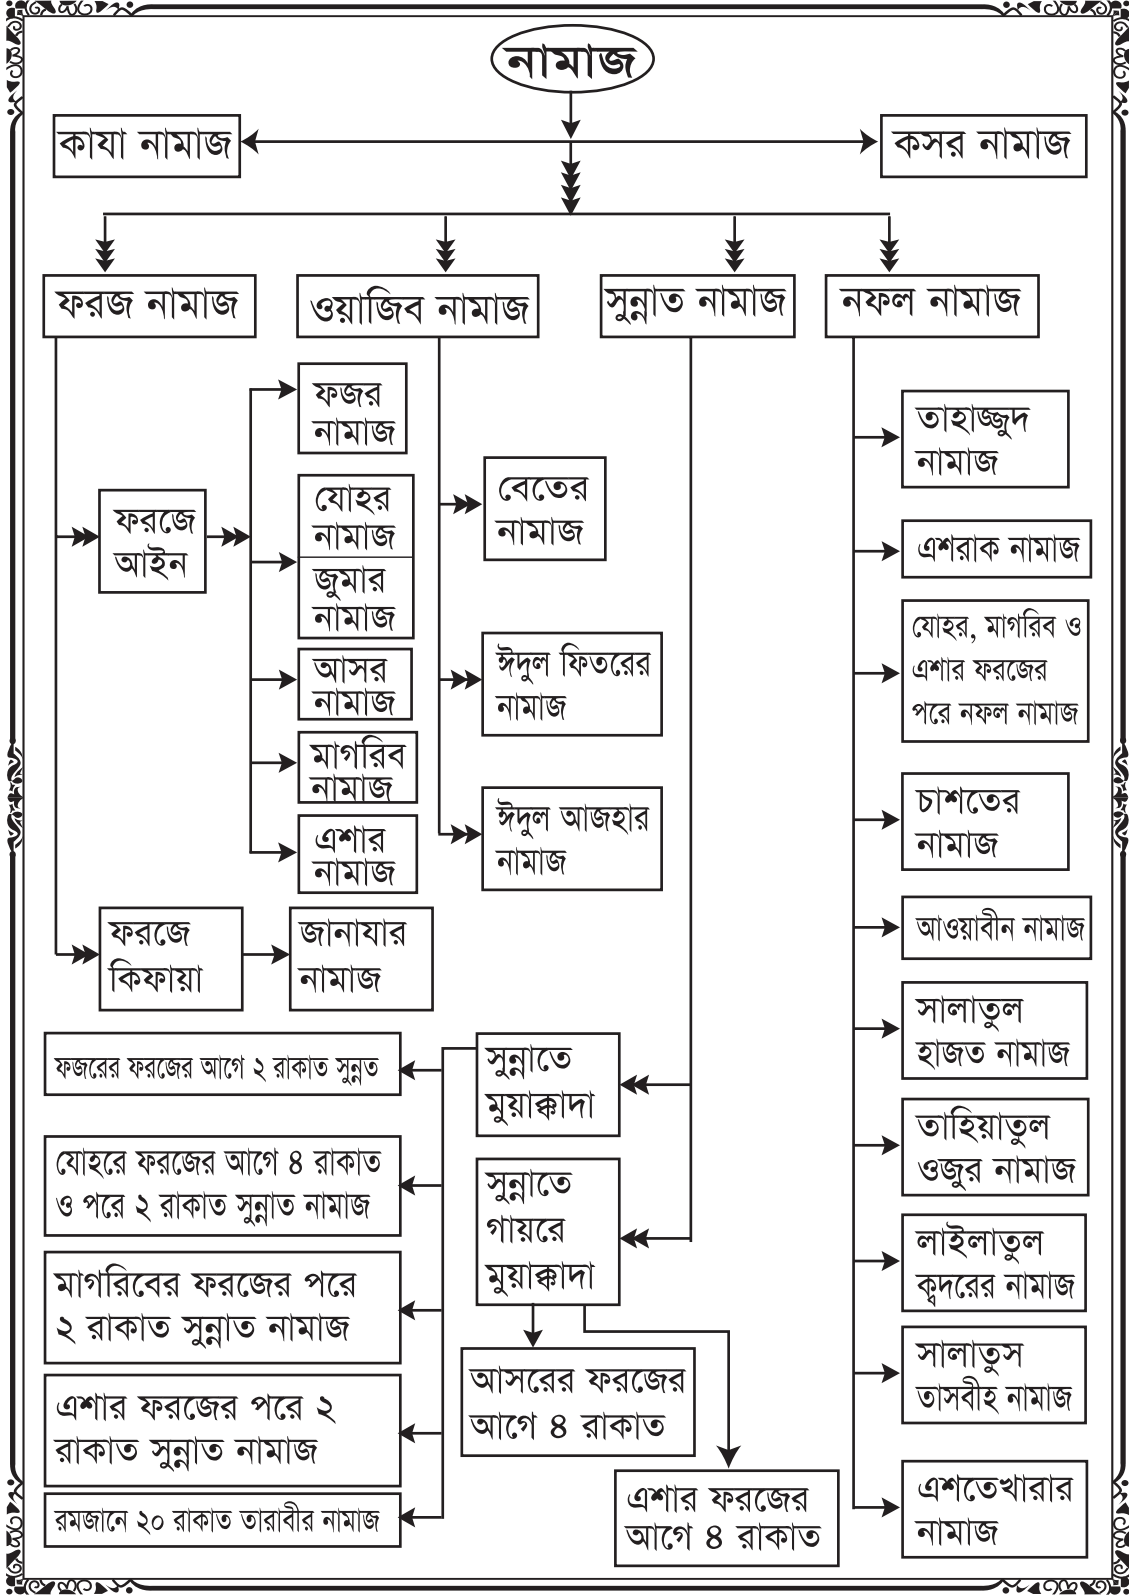 নামাজ
কাযা নামাজ
কসর নামাজ
ফরজ নামাজ
ওয়াজিব নামাজ
সুন্নাত নামাজ
নফল নামাজ
ফরজে
আইন
ফজর
নামাজ
যোহর
নামাজ
জুমার
নামাজ
আসর
নামাজ
মাগরিব
নামাজ
এশার
নামাজ
ফরজে
কিফায়া
জানাযার
নামাজ
বেতের
নামাজ
ঈদুল ফিতরের
নামাজ
ঈদুল আজহার
নামাজ
সুন্নাতে
মুয়াক্কাদা
ফজরের ফরজের আগে ২ রাকাত সুন্নত
যোহরে ফরজের আগে ৪ রাকাত
ও পরে ২ রাকাত সুন্নাত নামাজ
মাগরিবের ফরজের পরে
২ রাকাত সুন্নাত নামাজ
এশার ফরজের পরে ২
রাকাত সুন্নাত নামাজ
রমজানে ২০ রাকাত তারাবীর নামাজ
সুন্নাতে
গায়রে
মুয়াক্কাদা
আসরের ফরজের
আগে ৪ রাকাত
এশার ফরজের
আগে ৪ রাকাত
তাহাজ্জুদ
নামাজ
এশরাক নামাজ
যোহর, মাগরিব ও
এশার ফরজের
পরে নফল নামাজ
চাশতের
নামাজ
আওয়াবীন নামাজ
সালাতুল
হাজত নামাজ
তাহিয়াতুল
ওজুর নামাজ
লাইলাতুল
ক্বদরের নামাজ
সালাতুস
তাসবীহ নামাজ
এশতেখারার
নামাজ